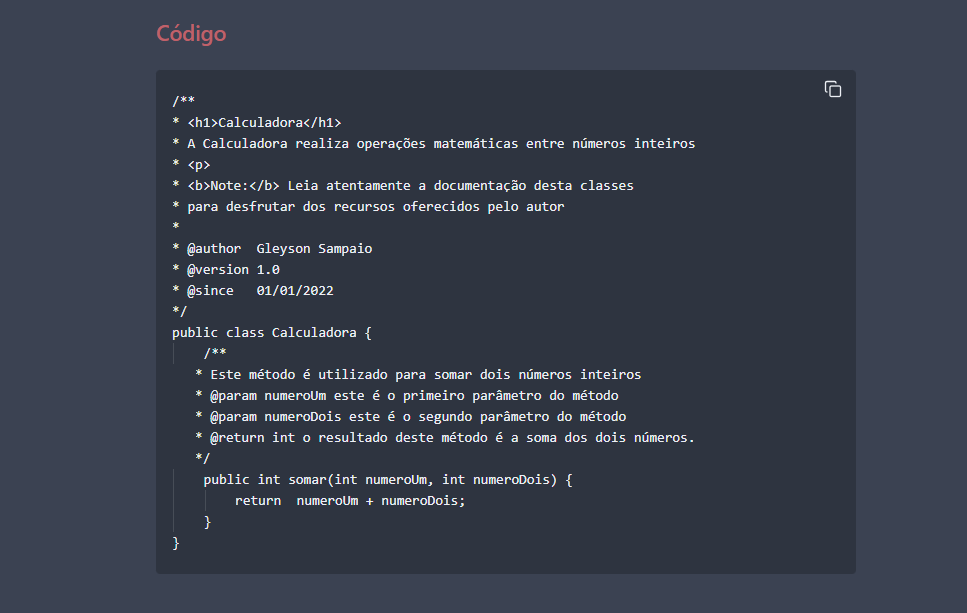 Código
/**
* <h1>Calculadora</h1>
* A Calculadora realiza operações matemáticas entre números inteiros
* <p>
* <b>Note:</b> Leia atentamente a documentação desta classes
* para desfrutar dos recursos oferecidos pelo autor
*
* @author  Gleyson Sampaio
* @version 1.0
* @since   01/01/2022
*/
public class Calculadora {
    /**
   * Este método é utilizado para somar dois números inteiros
   * @param numeroUm este é o primeiro parâmetro do método
   * @param numeroDois este é o segundo parâmetro do método
   * @return int o resultado deste método é a soma dos dois números.
   */
    public int somar(int numeroUm, int numeroDois) {
        return  numeroUm + numeroDois;
    }
}